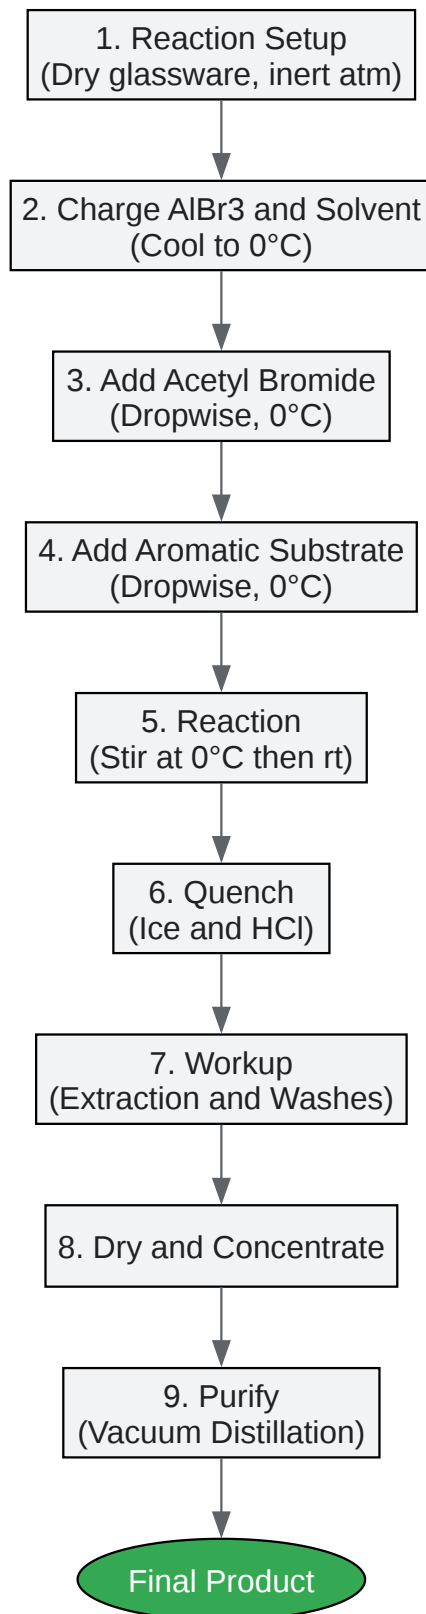 1. Reaction Setup
(Dry glassware, inert atm)
2. Charge AlBr3 and Solvent
(Cool to 0°C)
3. Add Acetyl Bromide
(Dropwise, 0°C)
4. Add Aromatic Substrate
(Dropwise, 0°C)
5. Reaction
(Stir at 0°C then rt)
6. Quench
(Ice and HCl)
7. Workup
(Extraction and Washes)
8. Dry and Concentrate
9. Purify
(Vacuum Distillation)
Final Product